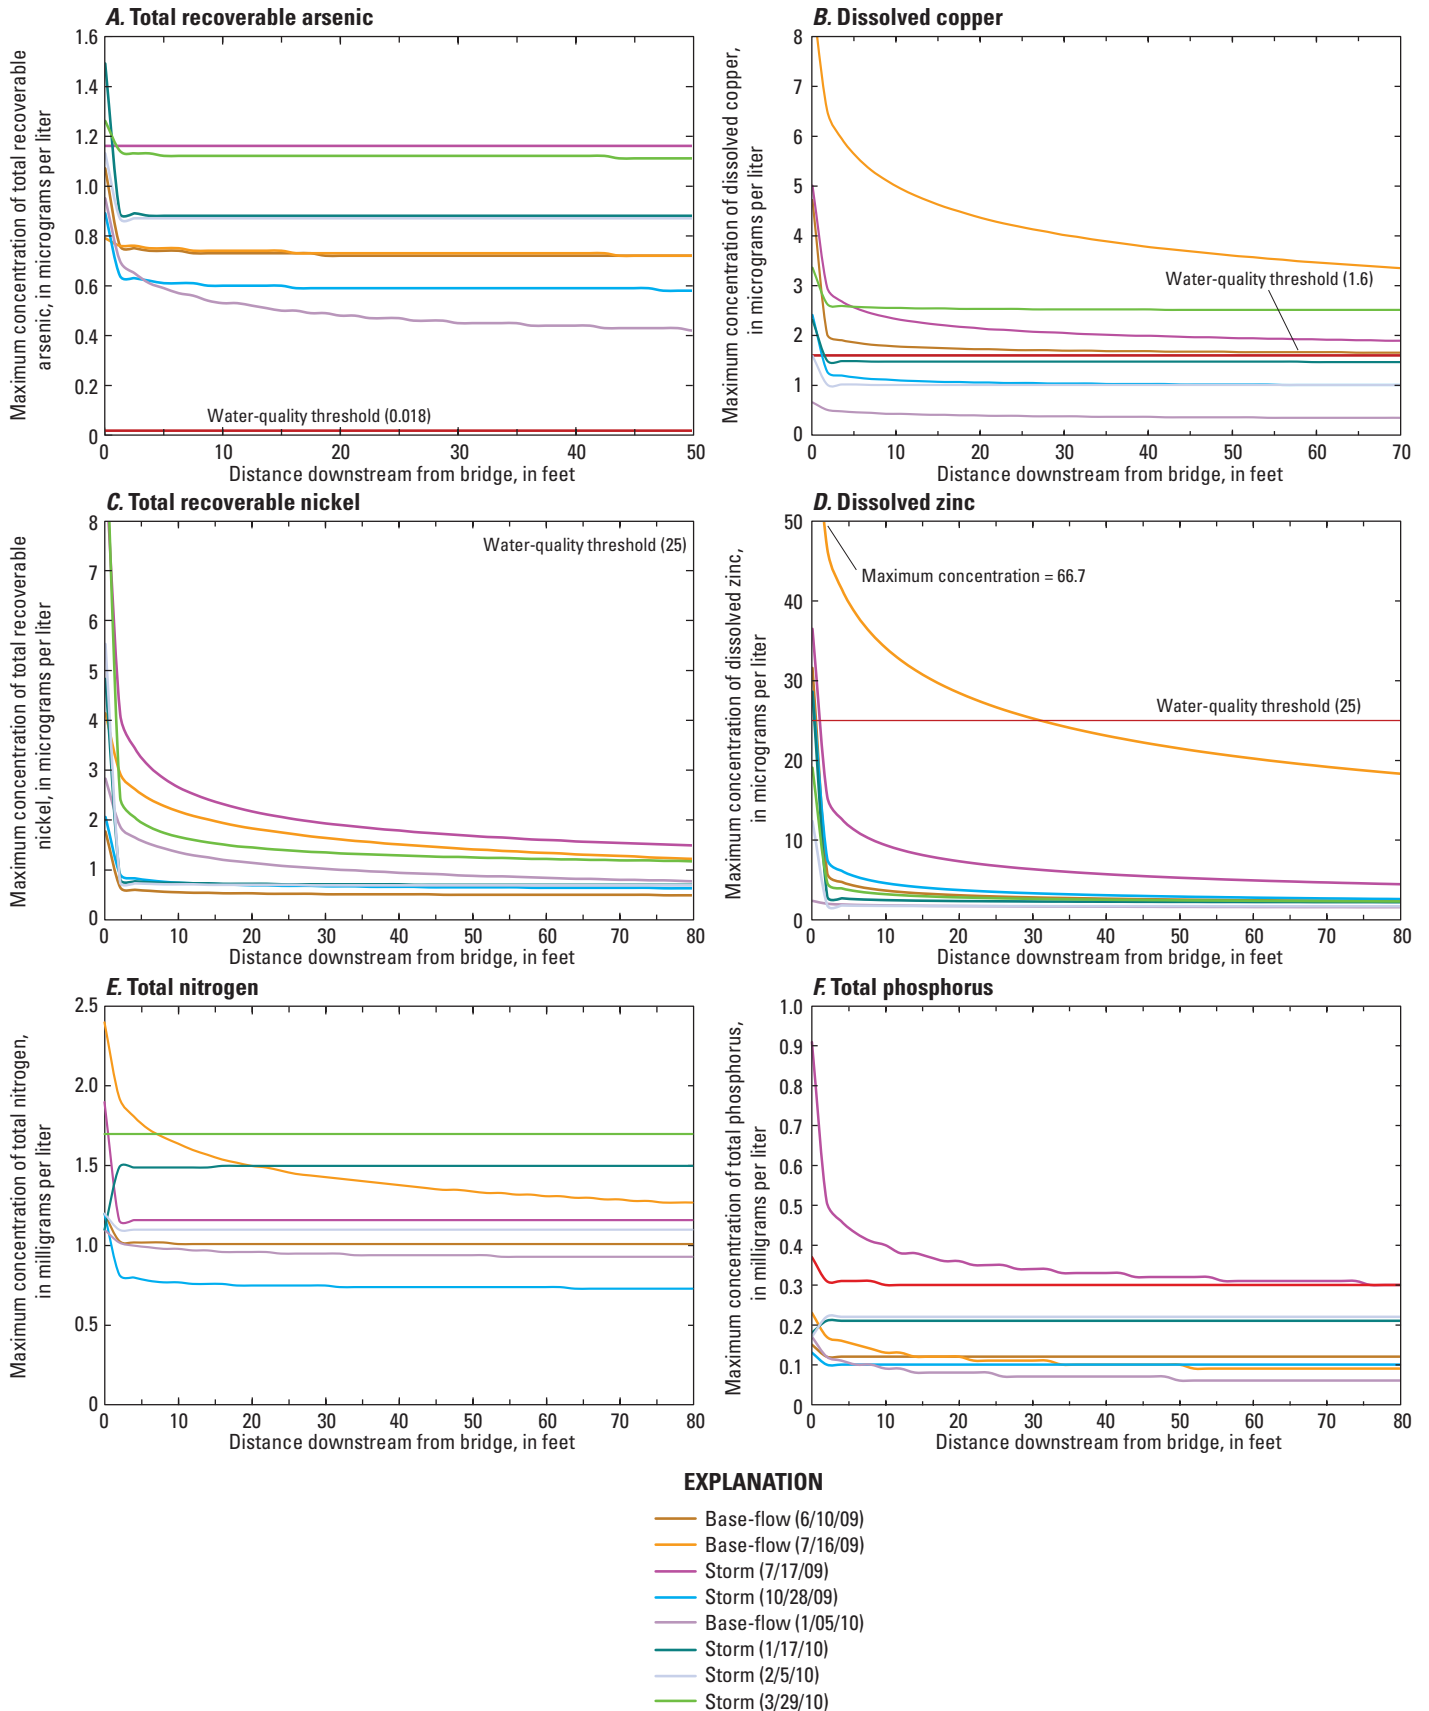 A. Total recoverable arsenic
Maximum concentration of total recoverable
arsenic, in micrograms per liter
1.6
1.4
1.2
1.0
0.8
0.6
0.4
0.2
0
Water-quality threshold (0.018)
0 10 20 30 40 50
Distance downstream from bridge, in feet
B. Dissolved copper
Maximum concentration of dissolved copper,
in micrograms per liter
8
7
6
5
4
3
2
1
0
Water-quality threshold (1.6)
0 10 20 30 40 50 60 70
Distance downstream from bridge, in feet
C. Total recoverable nickel
Maximum concentration of total recoverable
nickel, in micrograms per liter
8
7
6
5
4
3
2
1
0
Water-quality threshold (25)
0 10 20 30 40 50 60 70 80
Distance downstream from bridge, in feet
D. Dissolved zinc
Maximum concentration of dissolved zinc,
in micrograms per liter
50
40
30
20
10
0
Maximum concentration = 66.7
Water-quality threshold (25)
0 10 20 30 40 50 60 70 80
Distance downstream from bridge, in feet
E. Total nitrogen
Maximum concentration of total nitrogen,
in milligrams per liter
2.5
2.0
1.5
1.0
0.5
0
0 10 20 30 40 50 60 70 80
Distance downstream from bridge, in feet
F. Total phosphorus
Maximum concentration of total phosphorus,
in milligrams per liter
1.0
0.9
0.8
0.7
0.6
0.5
0.4
0.3
0.2
0.1
0
0 10 20 30 40 50 60 70 80
Distance downstream from bridge, in feet
EXPLANATION
Base-flow (6/10/09)
Base-flow (7/16/09)
Storm (7/17/09)
Storm (10/28/09)
Base-flow (1/05/10)
Storm (1/17/10)
Storm (2/5/10)
Storm (3/29/10)